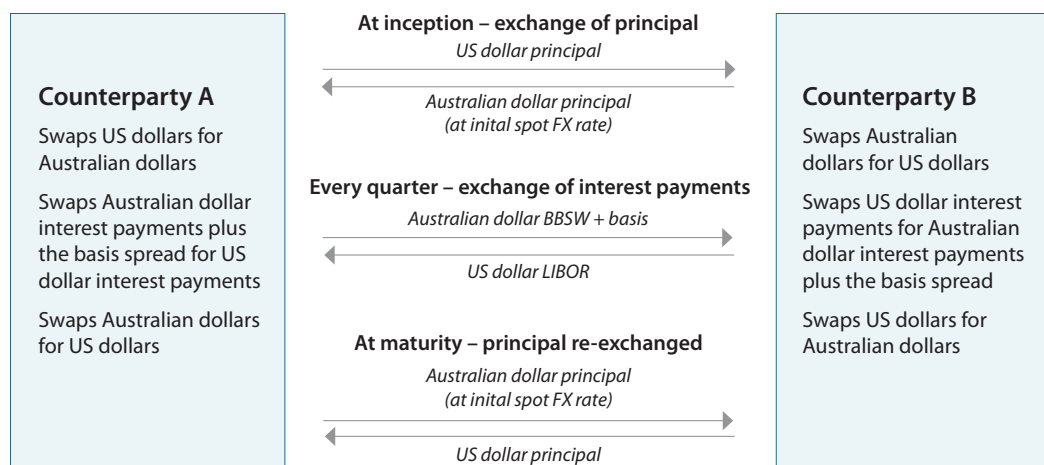 Counterparty A
Swaps US dollars for
Australian dollars
Swaps Australian dollar
interest payments plus
the basis spread for US
dollar interest payments
Swaps Australian dollars
for US dollars
At inception – exchange of principal
US dollar principal
Australian dollar principal
(at inital spot FX rate)
Every quarter – exchange of interest payments
Australian dollar BBSW + basis
US dollar LIBOR
At maturity – principal re-exchanged
Australian dollar principal
(at inital spot FX rate)
US dollar principal
Counterparty B
Swaps Australian
dollars for US dollars
Swaps US dollar interest
payments for Australian
dollar interest payments
plus the basis spread
Swaps US dollars for
Australian dollars